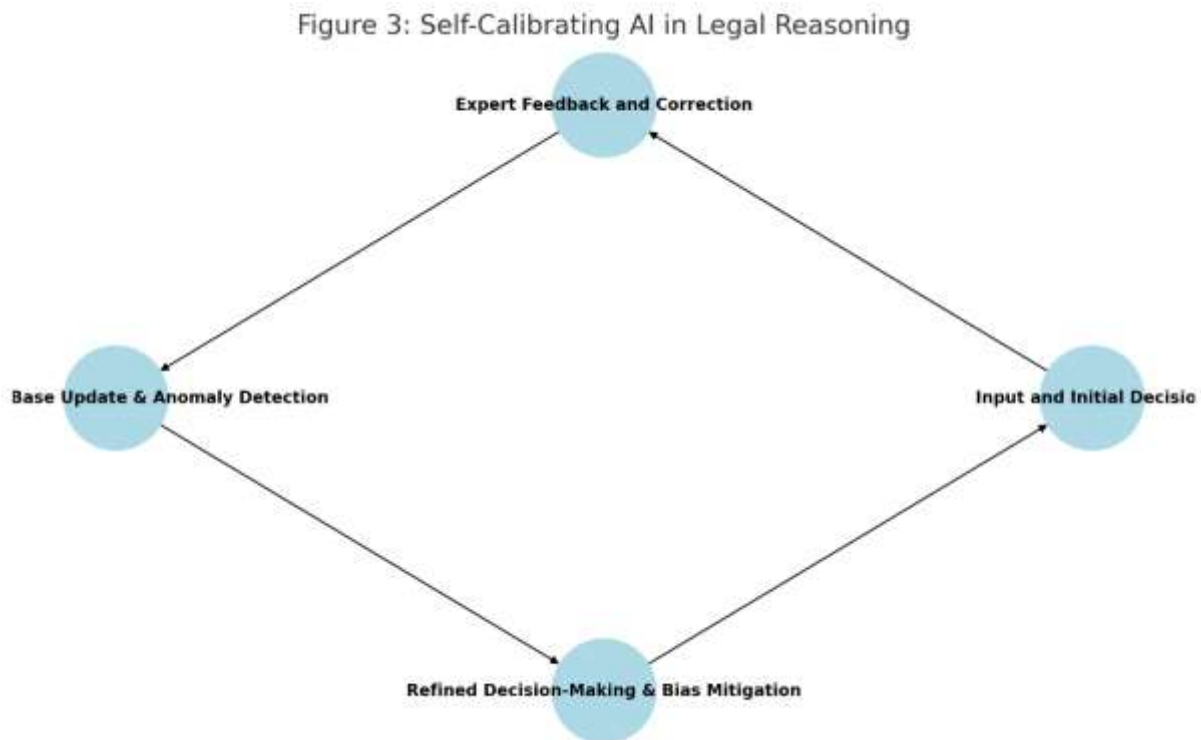 Figure 3: Self-Calibrating AI in Legal Reasoning
Expert Feedback and Correction
Base Update & Anomaly Detection
Input and Initial Decisio
Refined Decision-Making & Bias Mitigation